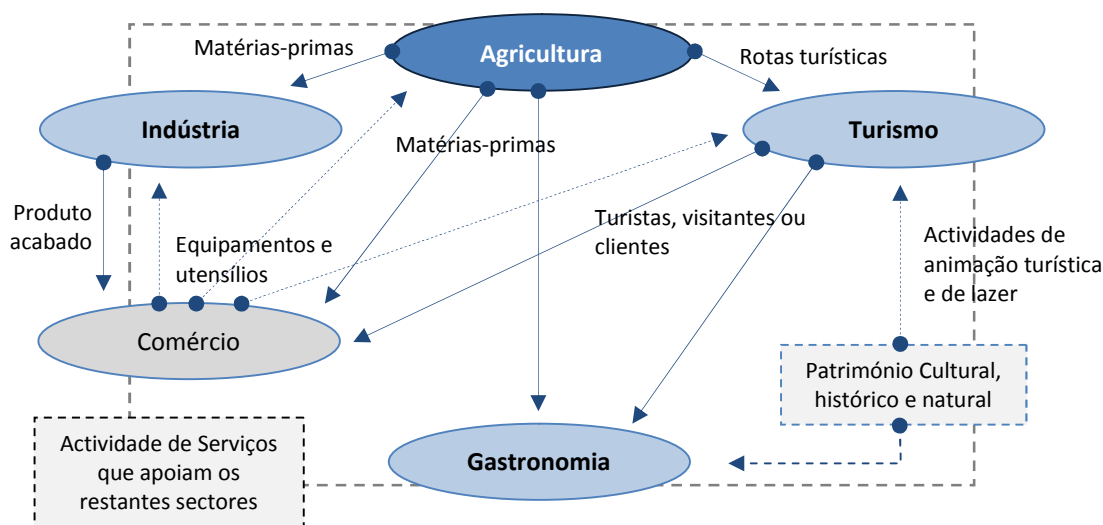 Matérias-primas
Agricultura
Rotas turísticas
Indústria
Matérias-primas
Turismo
Produto
acabado
Equipamentos e
utensílios
Turistas, visitantes ou
clientes
Actividades de
animação turística
e de lazer
Comércio
Património Cultural,
histórico e natural
Actividade de Serviços
que apoiam os
restantes sectores
Gastronomia